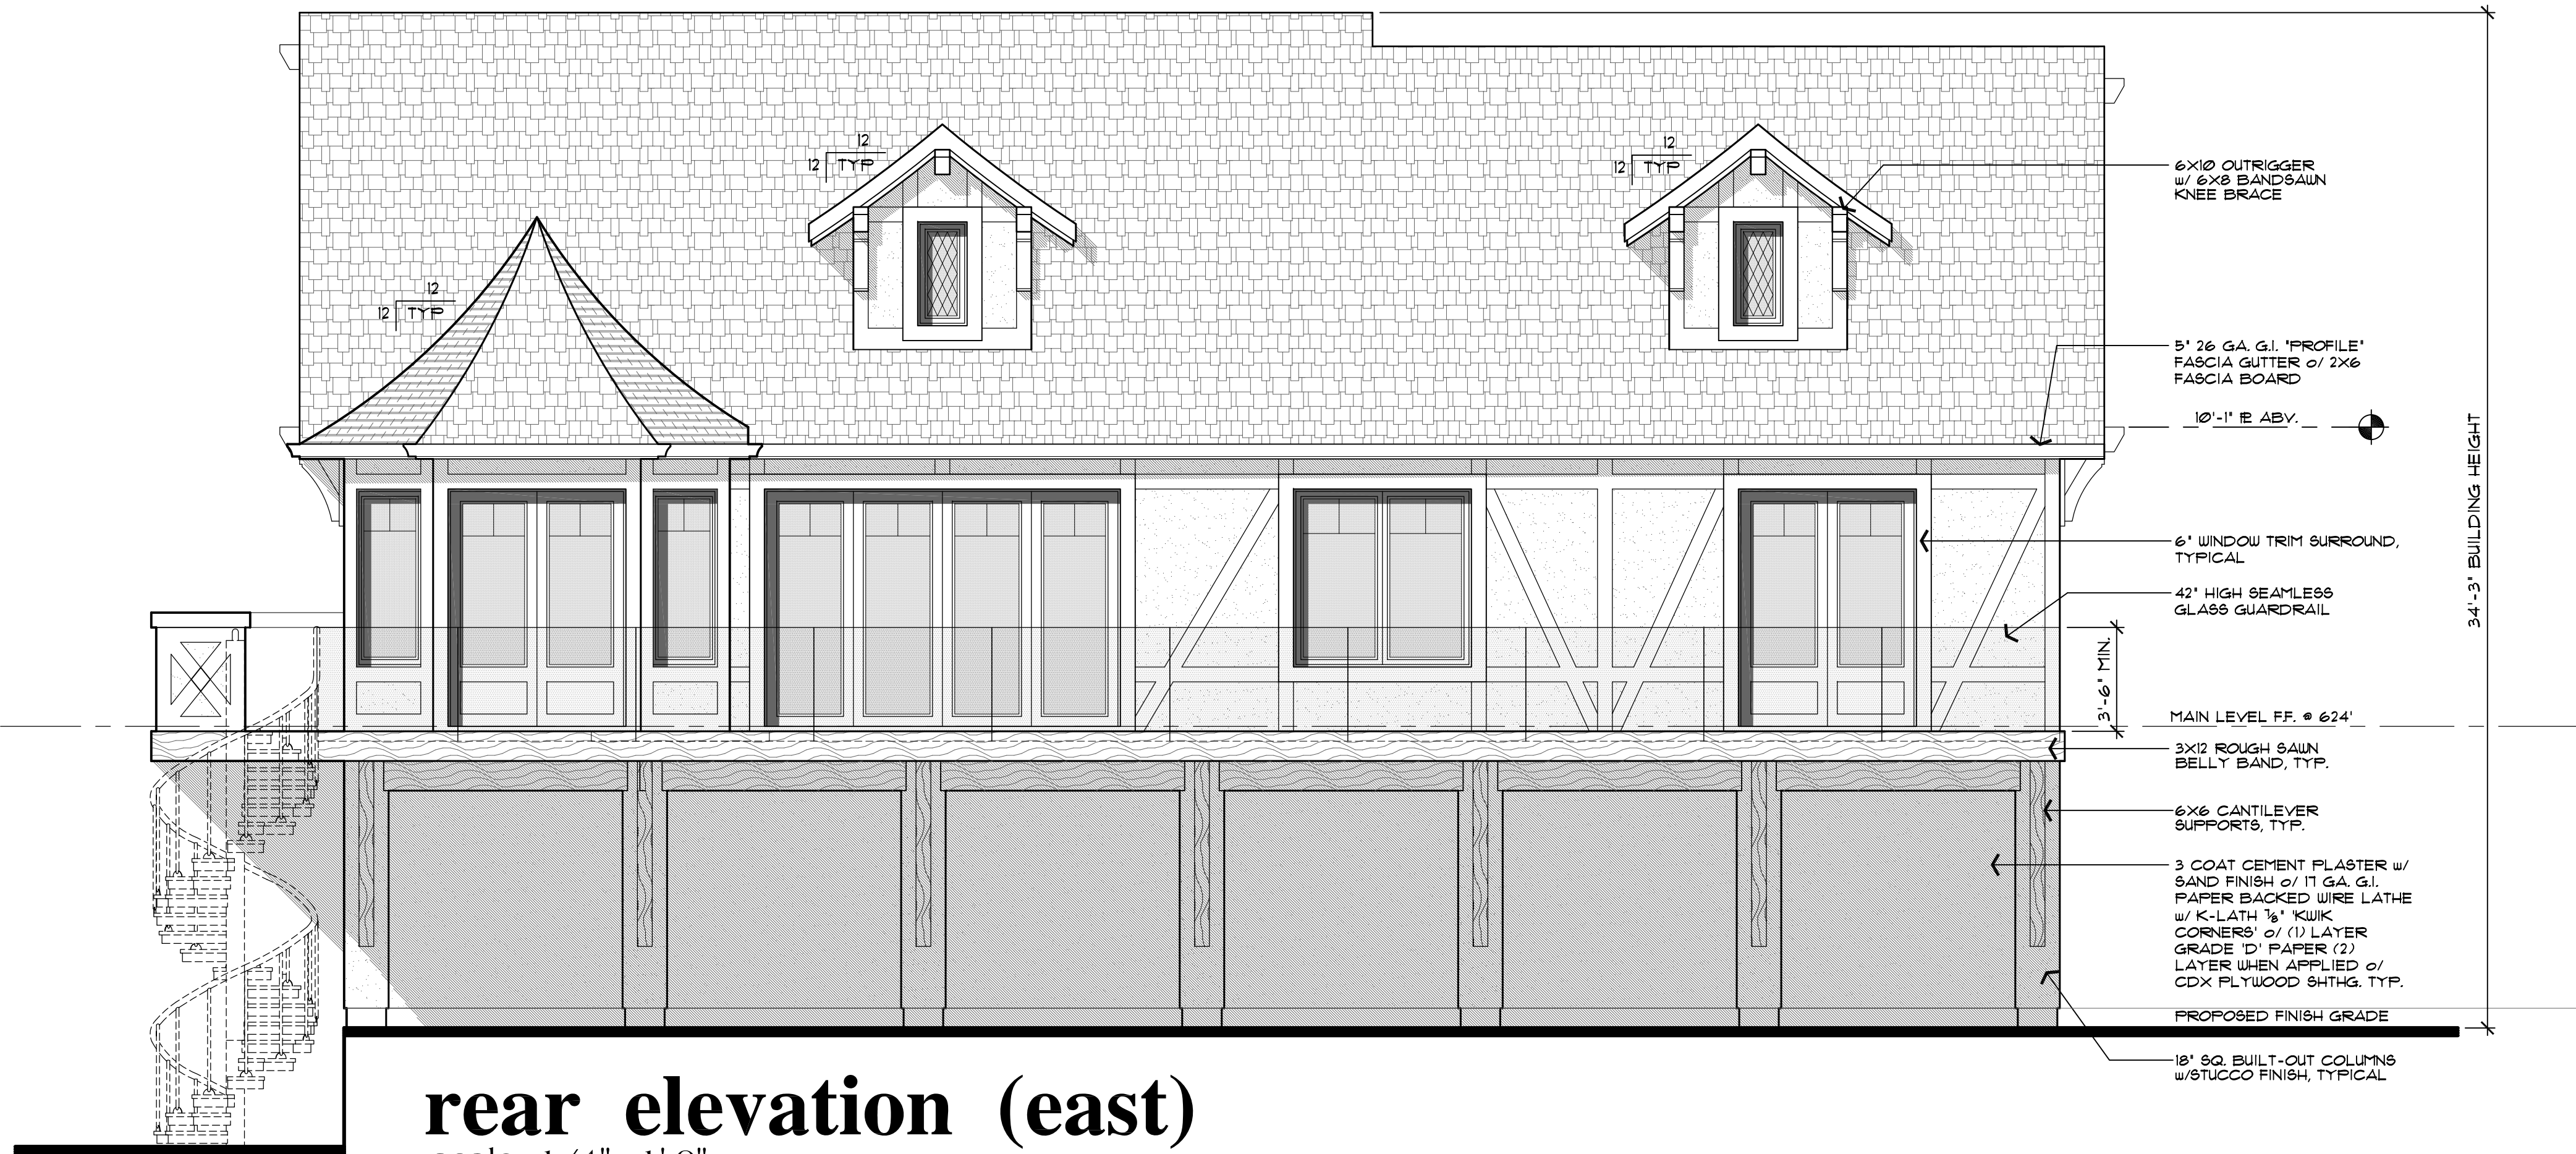 12
12 TYP
12
12 TYP
12
12 TYP
6X10 OUTRIGGER
w/ 6X8 BANDSAWN
KNEE BRACE
5" 26 GA. G.I. "PROFILE"
FASCIA GUTTER o/ 2X6
FASCIA BOARD
10'-1" PL ABV.
34'-3" BUILDING HEIGHT
6" WINDOW TRIM SURROUND,
TYPICAL
42" HIGH SEAMLESS
GLASS GUARDRAIL
3'-6" MIN.
MAIN LEVEL F.F. @ 624'
3X12 ROUGH SAWN
BELLY BAND, TYP.
6X6 CANTILEVER
SUPPORTS, TYP.
3 COAT CEMENT PLASTER w/
SAND FINISH o/ 17 GA. G.I.
PAPER BACKED WIRE LATHE
w/ K-LATH 7/8" 'KWIK
CORNERS' o/ (1) LAYER
GRADE 'D' PAPER (2)
LAYER WHEN APPLIED o/
CDX PLYWOOD SHTHG. TYP.
PROPOSED FINISH GRADE
18" SQ. BUILT-OUT COLUMNS
w/STUCCO FINISH, TYPICAL
rear elevation (east)